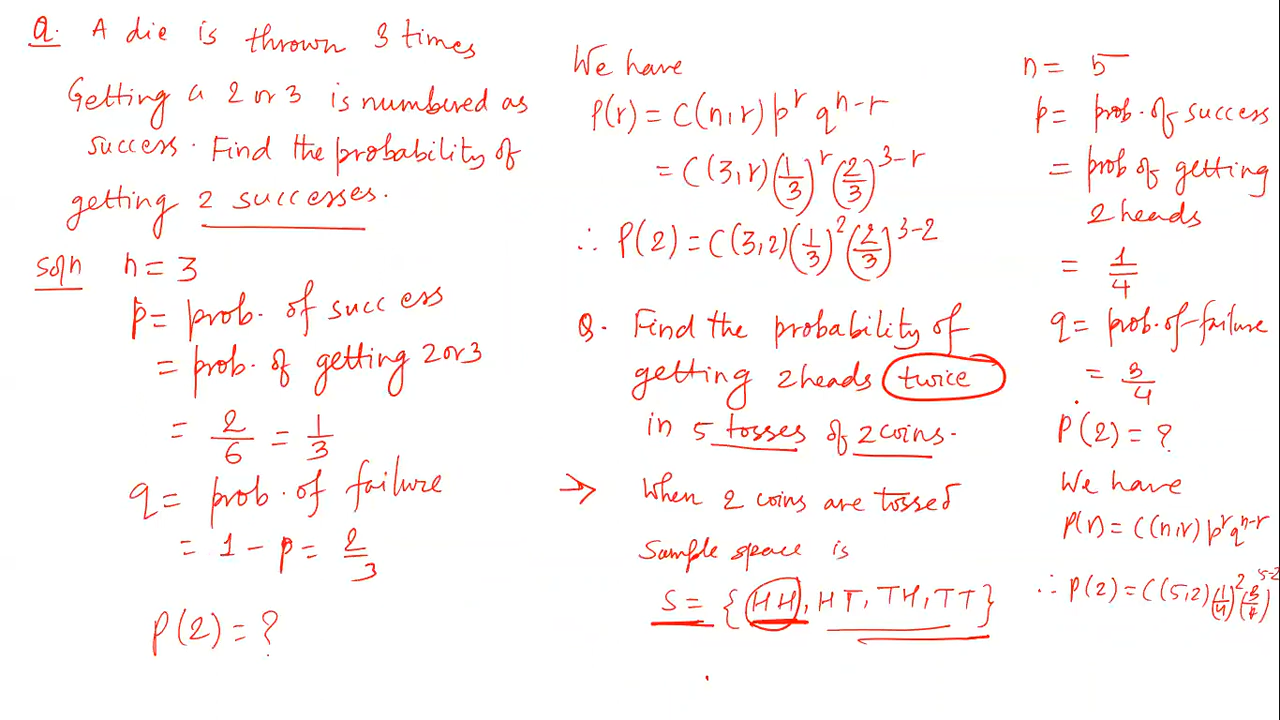 Q. A die is thrown 3 times
Getting a 2 or 3 is numbered as
success. Find the probability of
getting 2 successes.
Soln n = 3
p = prob. of success
= prob. of getting 2 or 3
= 2/6 = 1/3
q = prob. of failure
= 1 - p = 2/3
P(2) = ?
We have
P(r) = C(n,r) p^r q^n-r
= C(3,r) (1/3)^r (2/3)^3-r
∴ P(2) = C(3,2) (1/3)^2 (2/3)^3-2
Q. Find the probability of
getting 2 heads twice
in 5 tosses of 2 coins.
→ When 2 coins are tossed
Sample space is
S = {HH, HT, TH, TT}
n = 5
p = prob. of success
= prob of getting
2 heads
= 1/4
q = prob. of failure
= 3/4
P(2) = ?
We have
P(r) = C(n,r) p^r q^n-r
∴ P(2) = C(5,2) (1/4)^2 (3/4)^5-2